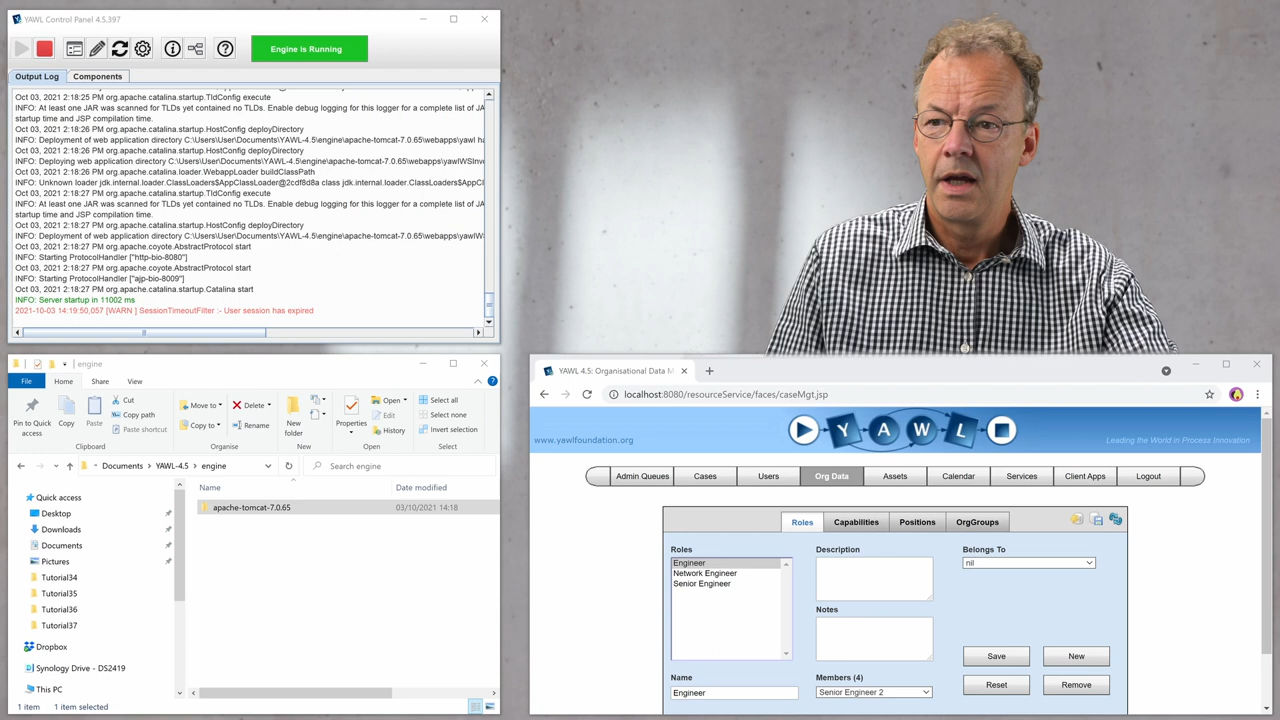 YAWL Control Panel 4.5.397
Engine is Running
Output Log Components
Oct 03, 2021 2:18:25 PM org.apache.catalina.startup.TldConfig execute
INFO: At least one JAR was scanned for TLDs yet contained no TLDs. Enable debug logging for this logger for a complete list of JA
startup time and JSP compilation time.
Oct 03, 2021 2:18:26 PM org.apache.catalina.startup.HostConfig deployDirectory
INFO: Deployment of web application directory C:\Users\User\Documents\YAWL-4.5\engine\apache-tomcat-7.0.65\webapps\yawl ha
Oct 03, 2021 2:18:26 PM org.apache.catalina.startup.HostConfig deployDirectory
INFO: Deploying web application directory C:\Users\User\Documents\YAWL-4.5\engine\apache-tomcat-7.0.65\webapps\yawlWSInv
Oct 03, 2021 2:18:26 PM org.apache.catalina.loader.WebappLoader buildClassPath
INFO: Unknown loader jdk.internal.loader.ClassLoaders$AppClassLoader@2cdf8d8a class jdk.internal.loader.ClassLoaders$AppCl
Oct 03, 2021 2:18:27 PM org.apache.catalina.startup.TldConfig execute
INFO: At least one JAR was scanned for TLDs yet contained no TLDs. Enable debug logging for this logger for a complete list of JA
startup time and JSP compilation time.
Oct 03, 2021 2:18:27 PM org.apache.catalina.startup.HostConfig deployDirectory
INFO: Deployment of web application directory C:\Users\User\Documents\YAWL-4.5\engine\apache-tomcat-7.0.65\webapps\yawlW
Oct 03, 2021 2:18:27 PM org.apache.coyote.AbstractProtocol start
INFO: Starting ProtocolHandler ["http-bio-8080"]
Oct 03, 2021 2:18:27 PM org.apache.coyote.AbstractProtocol start
INFO: Starting ProtocolHandler ["ajp-bio-8009"]
Oct 03, 2021 2:18:27 PM org.apache.catalina.startup.Catalina start
INFO: Server startup in 11002 ms
2021-10-03 14:19:50,057 [WARN ] SessionTimeoutFilter :- User session has expired
engine
File Home Share View
Pin to Quick access
Copy
Paste
Cut
Copy path
Paste shortcut
Move to
Copy to
Delete
Rename
New folder
Properties
Open
Edit
History
Select all
Select none
Invert selection
Clipboard Organise New Open Select
Documents YAWL-4.5 engine
Search engine
Name Date modified
apache-tomcat-7.0.65 03/10/2021 14:18
Quick access
Desktop
Downloads
Documents
Pictures
Tutorial34
Tutorial35
Tutorial36
Tutorial37
Dropbox
Synology Drive - DS2419
This PC
1 item 1 item selected
YAWL 4.5: Organisational Data M
localhost:8080/resourceService/faces/caseMgt.jsp
www.yawlfoundation.org
YAWL
Leading the World in Process Innovation
Admin Queues Cases Users Org Data Assets Calendar Services Client Apps Logout
Roles Capabilities Positions OrgGroups
Roles
Engineer
Network Engineer
Senior Engineer
Name
Engineer
Description
Notes
Members (4)
Senior Engineer 2
Belongs To
nil
Save New
Reset Remove